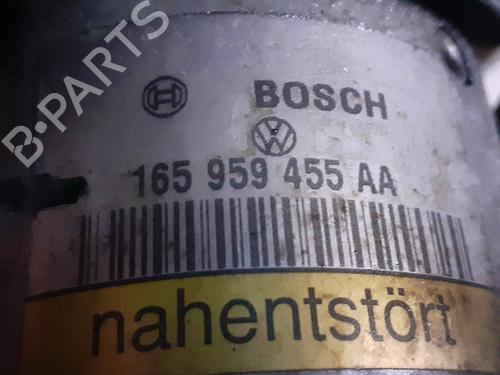 B-PARTS
BOSCH
165 959 455 AA
nahentstört